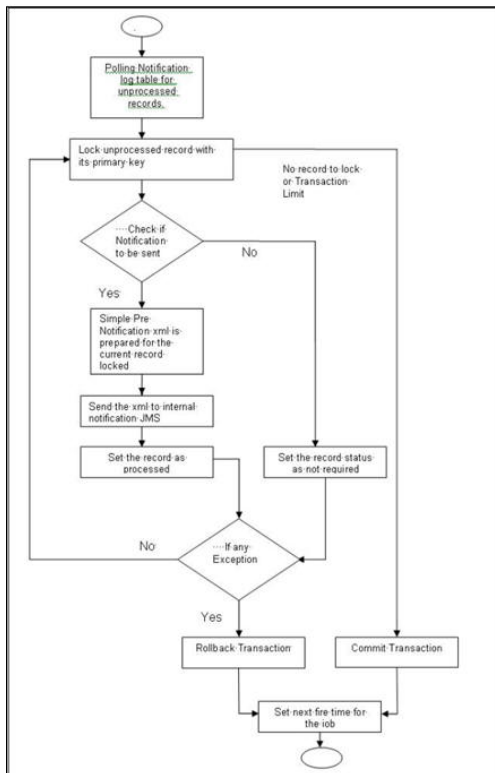 Polling Notification
log table for
unprocessed
records.
Lock unprocessed record with
its primary key
No record to lock
or Transaction
Limit
Check if
Notification
to be sent
No
Yes
Simple Pre
Notification xml is
prepared for the
current record
locked
Send the xml to internal
notification JMS
Set the record as
processed
Set the record status
as not required
No
If any
Exception
Yes
Rollback Transaction
Commit Transaction
Set next fire time for
the job